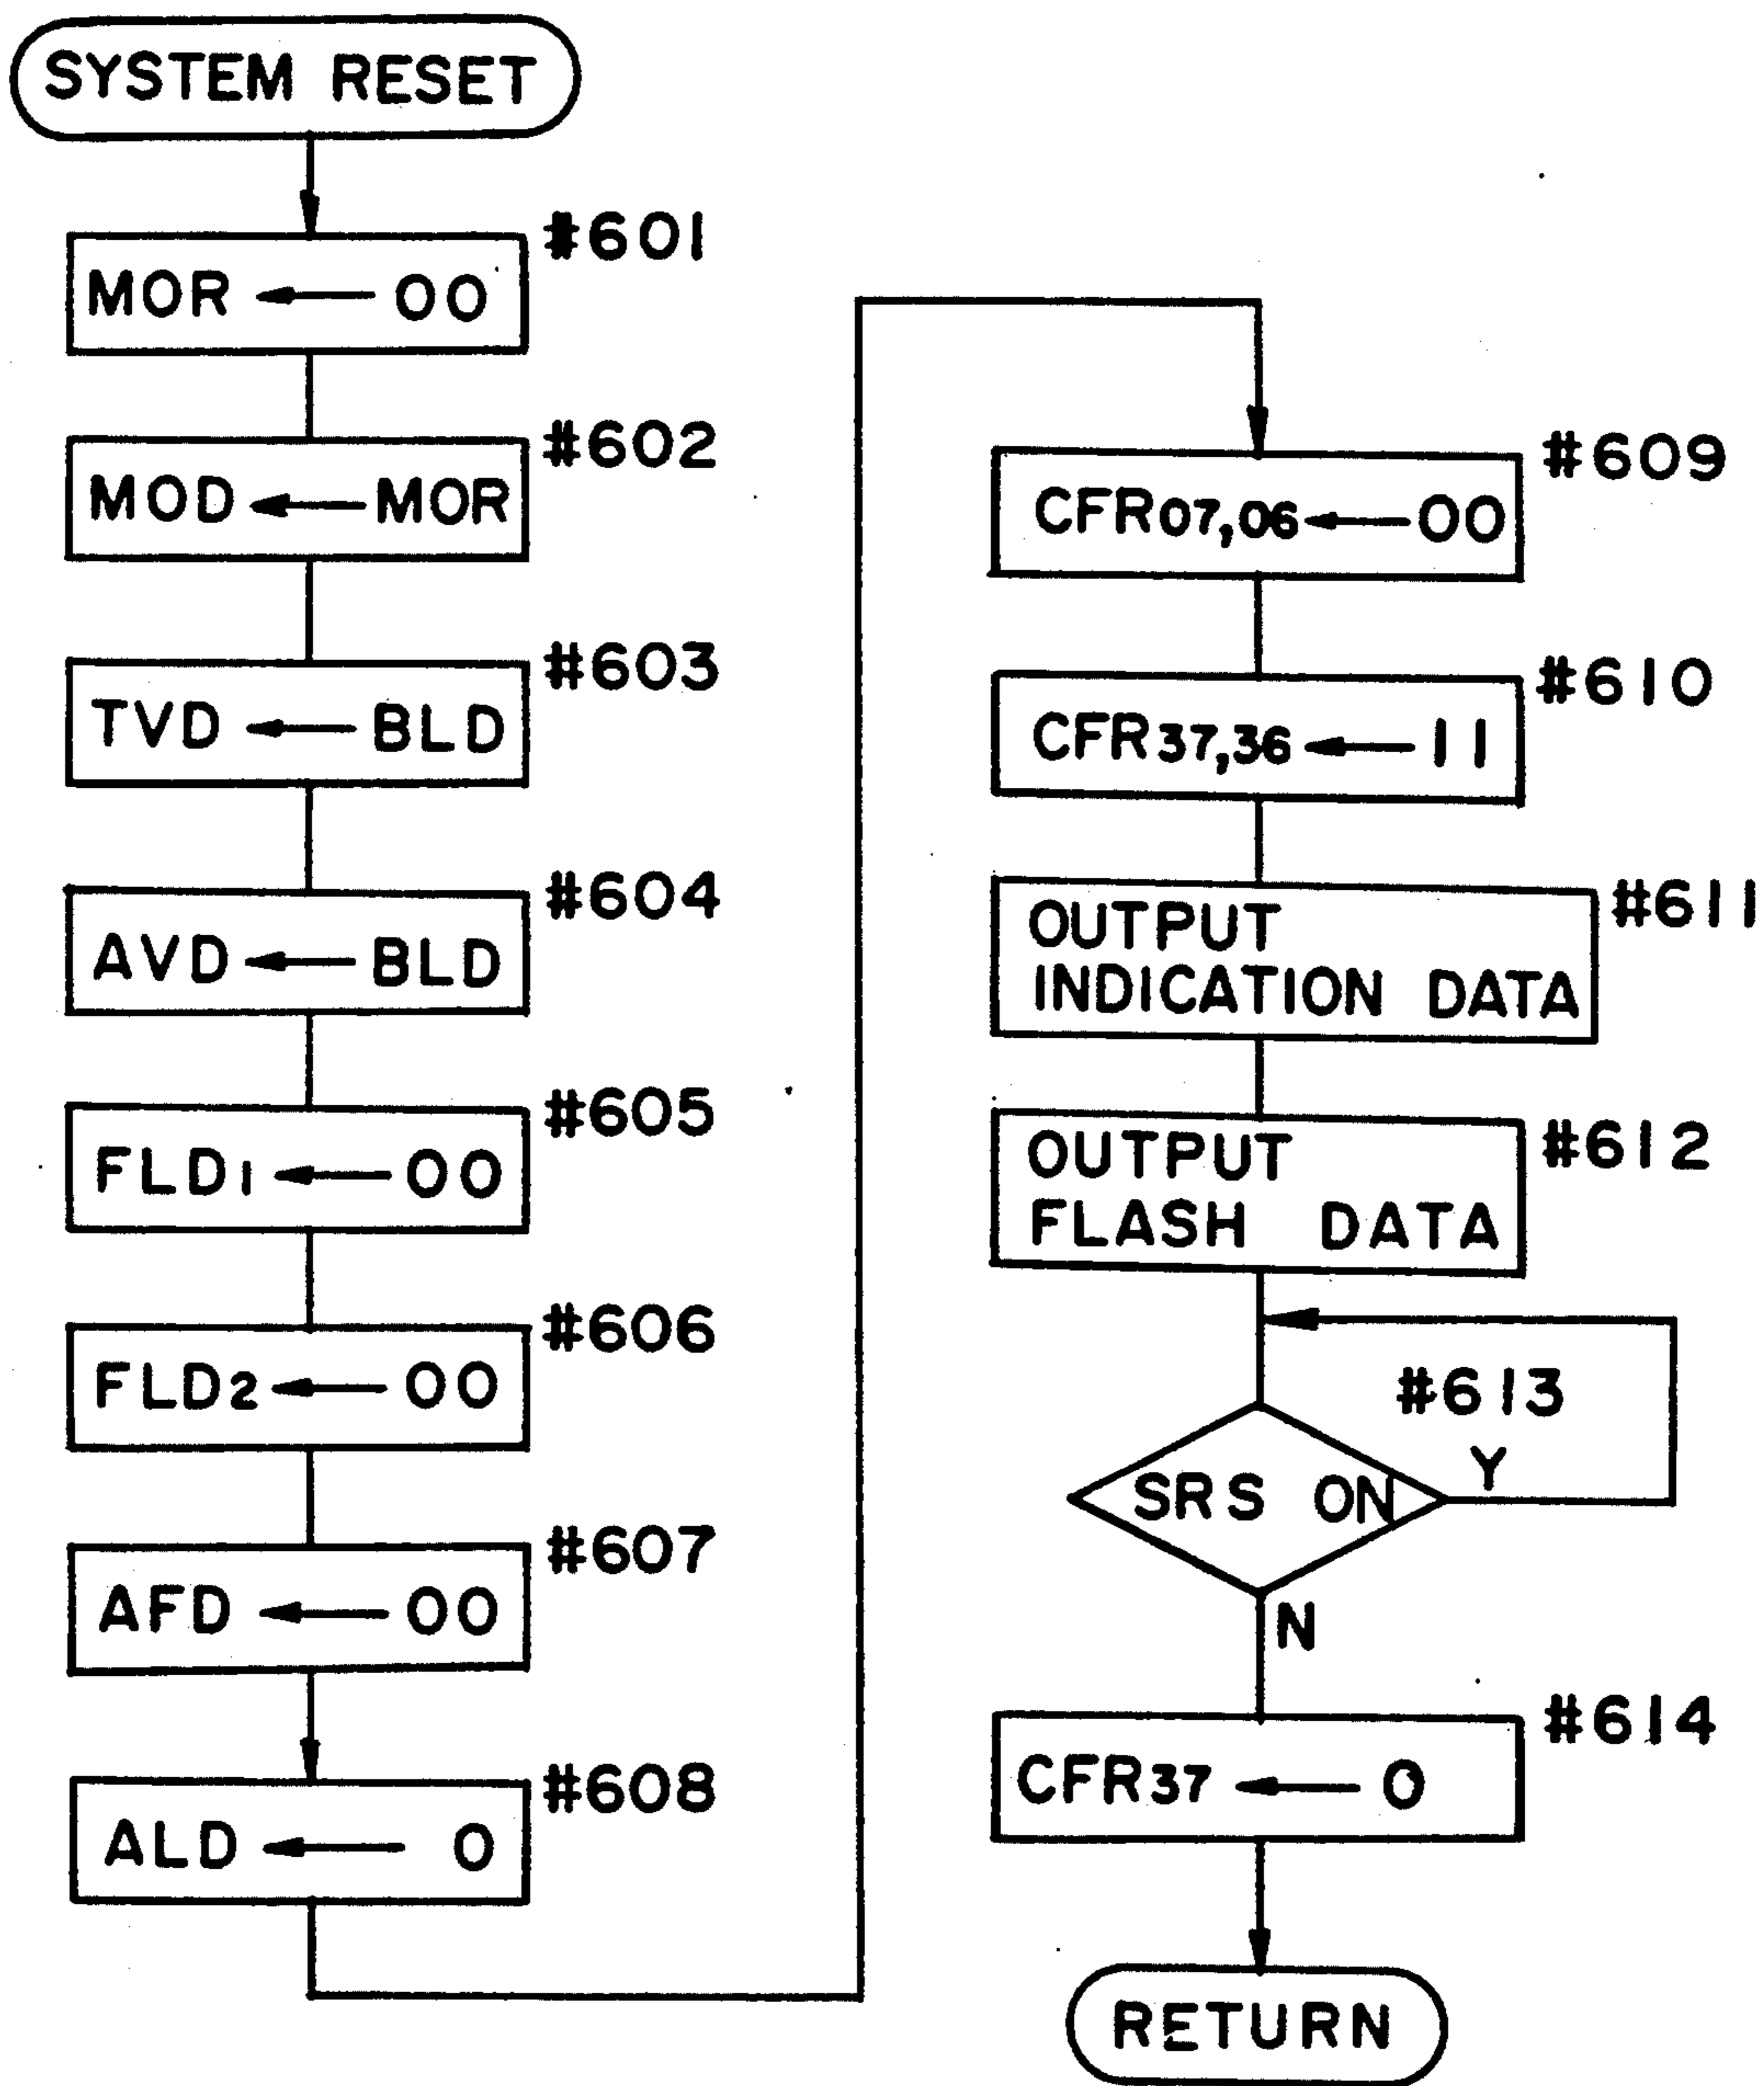 SYSTEM RESET
#601
MOR ← 00
#602
MOD ← MOR
#603
TVD ← BLD
#604
AVD ← BLD
#605
FLD1 ← 00
#606
FLD2 ← 00
#607
AFD ← 00
#608
ALD ← 0
#609
CFR07,06 ← 00
#610
CFR37,36 ← 11
#611
OUTPUT
INDICATION DATA
#612
OUTPUT
FLASH DATA
#613
SRS ON
Y
N
#614
CFR37 ← 0
RETURN